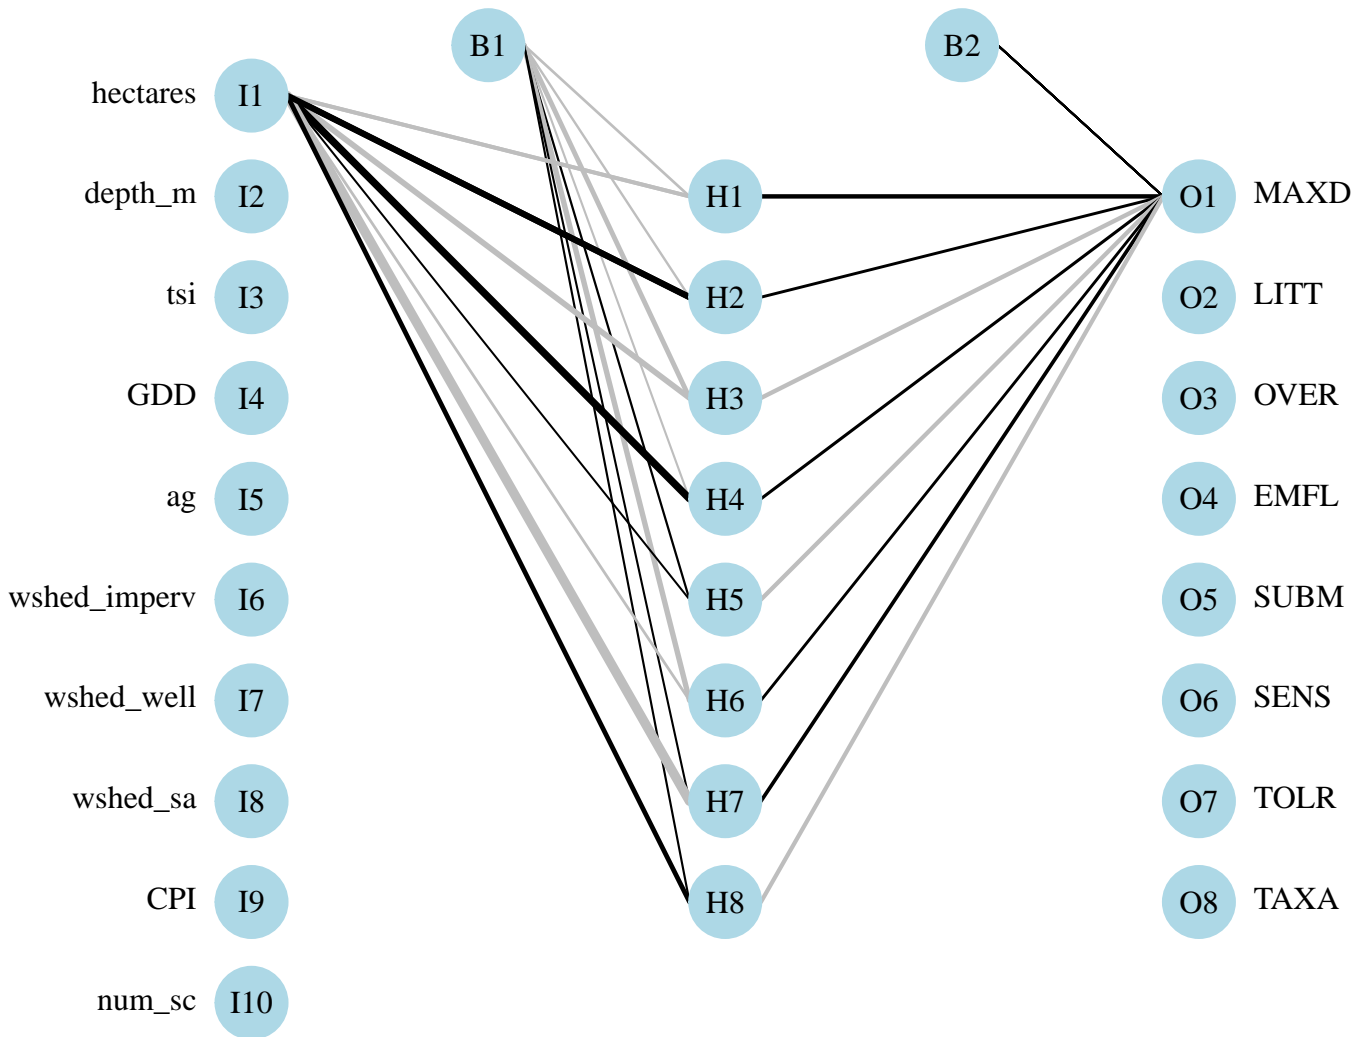 B1 B2
hectares I1
depth_m I2 H1 O1 MAXD
tsi I3 H2 O2 LITT
GDD I4 H3 O3 OVER
ag I5 H4 O4 EMFL
wshed_imperv I6 H5 O5 SUBM
wshed_well I7 H6 O6 SENS
wshed_sa I8 H7 O7 TOLR
CPI I9 H8 O8 TAXA
num_sc I10